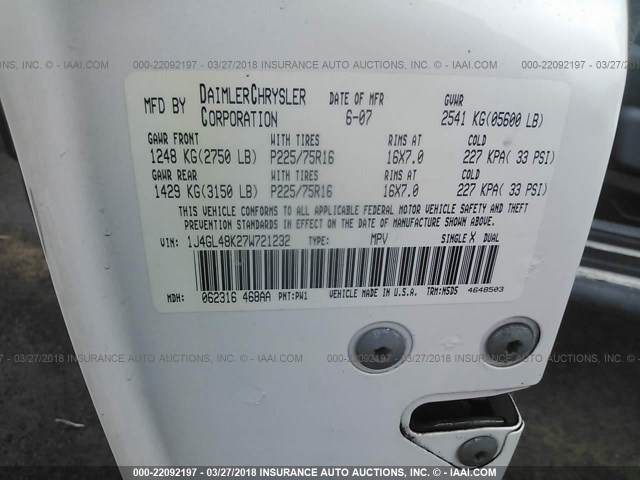 000-22092197 - 03/27/2018 INSURANCE AUTO AUCTIONS, INC. - © - IAAI.COM
MFD BY DAIMLERCHRYSLER CORPORATION DATE OF MFR 6-07 GVWR 2541 KG(05600 LB)
GAWR FRONT WITH TIRES RIMS AT COLD
1248 KG(2750 LB) P225/75R16 16X7.0 227 KPA( 33 PSI)
GAWR REAR WITH TIRES RIMS AT COLD
1429 KG(3150 LB) P225/75R16 16X7.0 227 KPA( 33 PSI)
THIS VEHICLE CONFORMS TO ALL APPLICABLE FEDERAL MOTOR VEHICLE SAFETY AND THEFT
PREVENTION STANDARDS IN EFFECT ON THE DATE OF MANUFACTURE SHOWN ABOVE.
VIN: 1J4GL48K27W721232 TYPE: MPV SINGLE X DUAL
MDH: 062316 468AA PNT: PW1 VEHICLE MADE IN U.S.A. TRM: N5D5 4648503
000-22092197 - 03/27/2018 INSURANCE AUTO AUCTIONS, INC. - © - IAAI.COM
000-22092197 - 03/27/2018 INSURANCE AUTO AUCTIONS, INC. - © - IAAI.COM